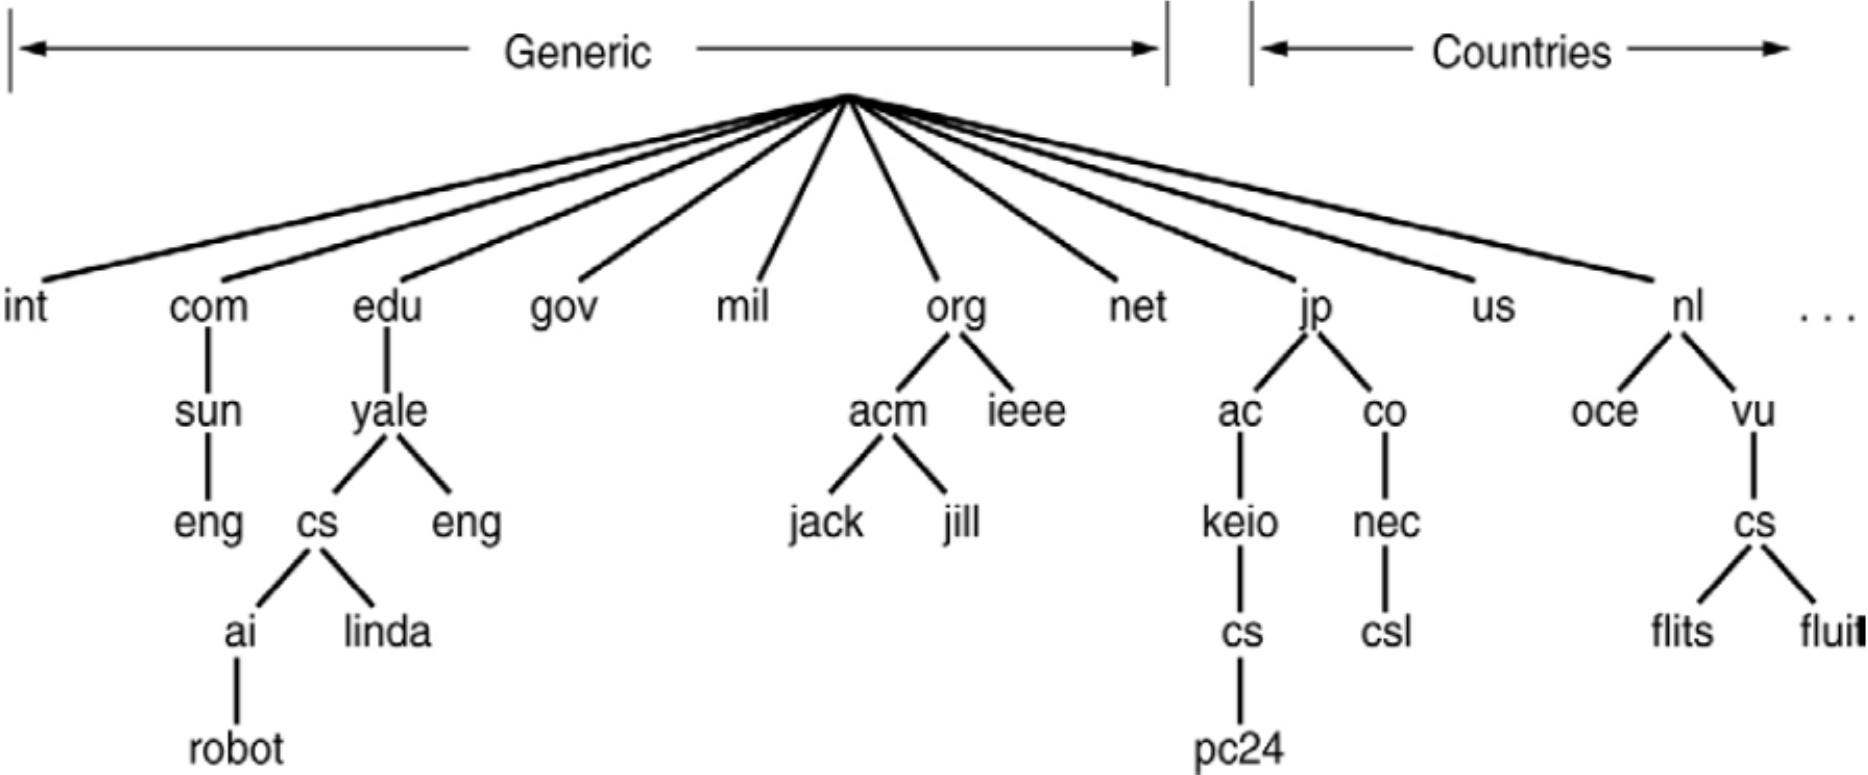 Generic Countries
int com edu gov mil org net jp us nl . . .
sun yale acm ieee ac co oce vu
eng cs eng jack jill keio nec cs
ai linda cs csl flits fluit
robot pc24